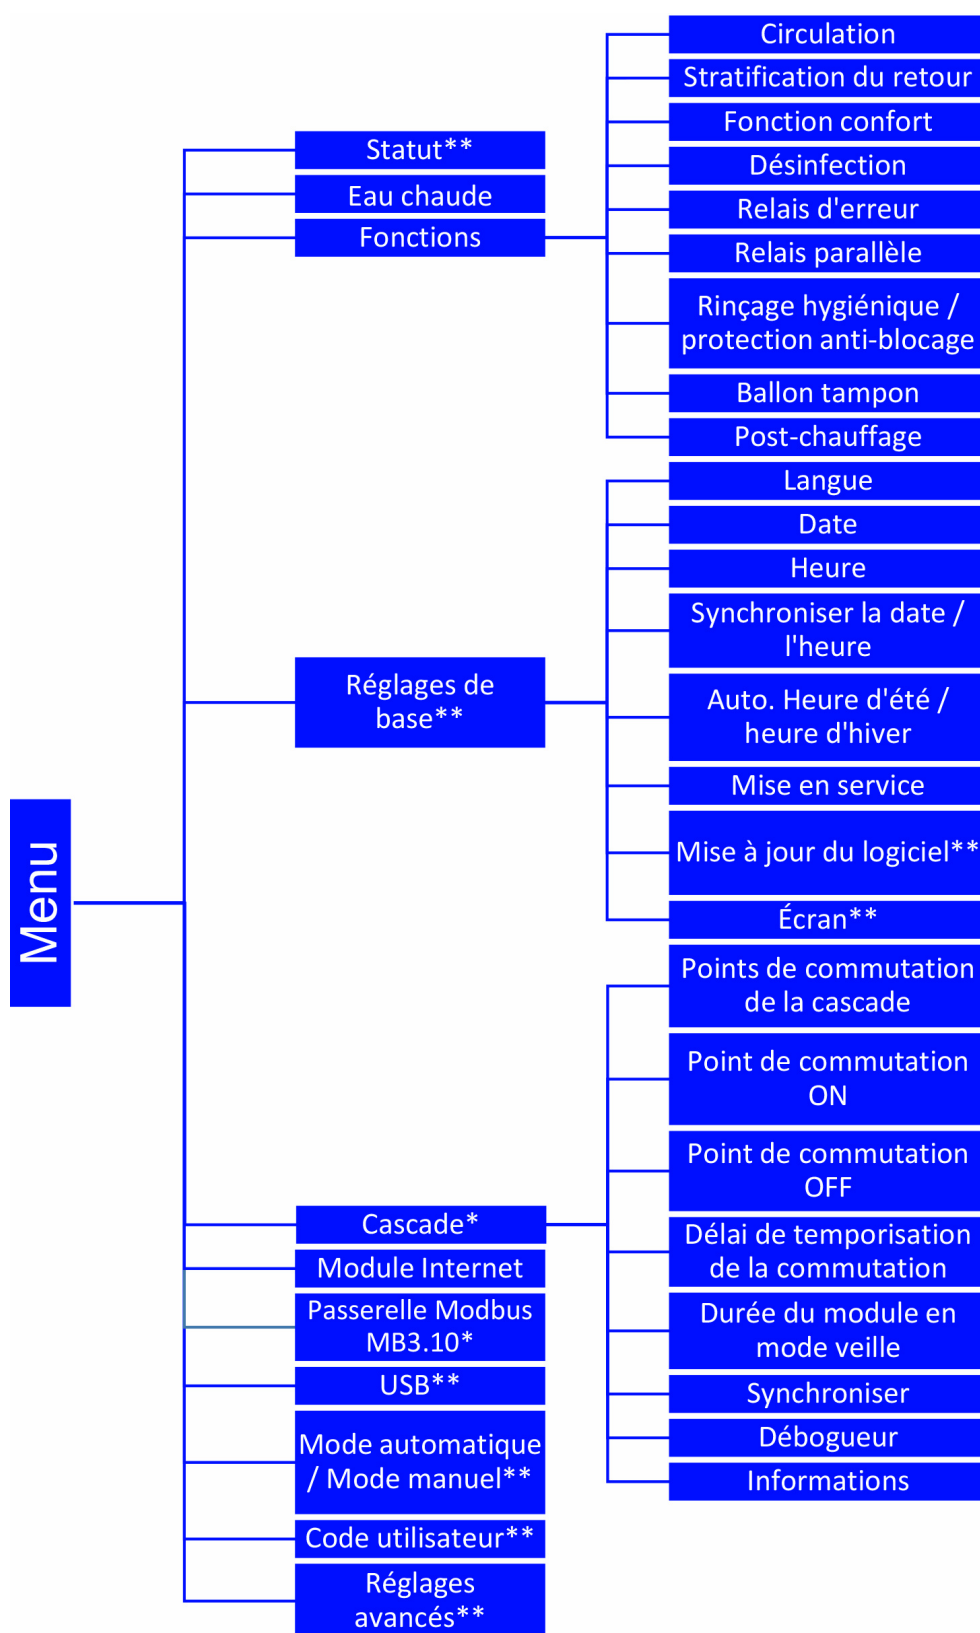 Menu
Statut**
Eau chaude
Fonctions
Circulation
Stratification du retour
Fonction confort
Désinfection
Relais d'erreur
Relais parallèle
Rinçage hygiénique /
protection anti-blocage
Ballon tampon
Post-chauffage
Réglages de
base**
Langue
Date
Heure
Synchroniser la date /
l'heure
Auto. Heure d'été /
heure d'hiver
Mise en service
Mise à jour du logiciel**
Écran**
Cascade*
Points de commutation
de la cascade
Point de commutation
ON
Point de commutation
OFF
Délai de temporisation
de la commutation
Durée du module en
mode veille
Synchroniser
Débogueur
Informations
Module Internet
Passerelle Modbus
MB3.10*
USB**
Mode automatique
/ Mode manuel**
Code utilisateur**
Réglages
avancés**